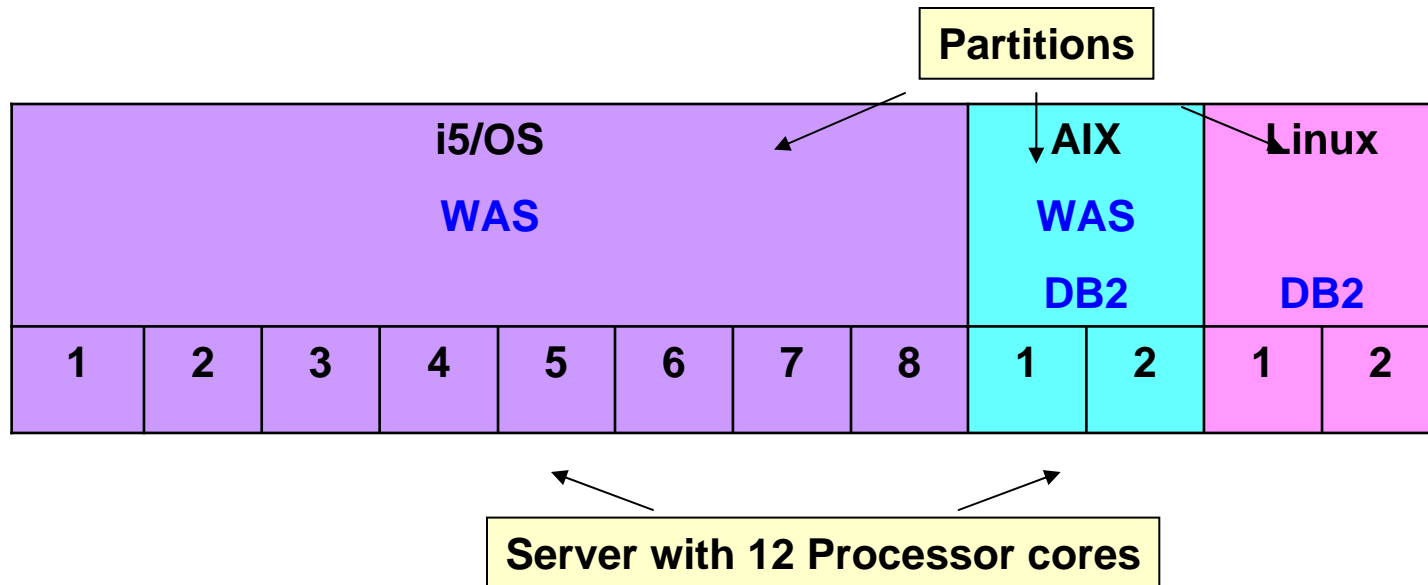 Partitions
i5/OS AIX Linux
WAS WAS
DB2 DB2
1 2 3 4 5 6 7 8 1 2 1 2
Server with 12 Processor cores